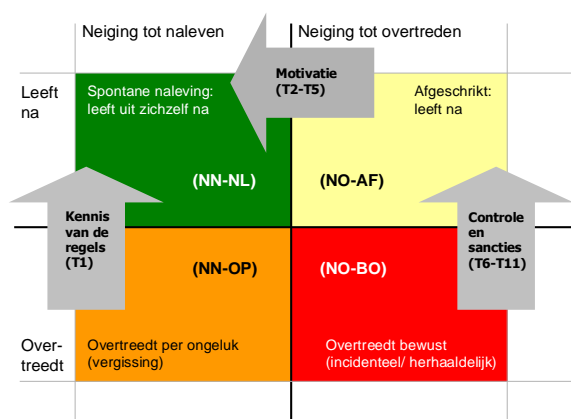 Neiging tot naleven
Neiging tot overtreden
Motivatie
(T2-T5)
Leeft
na
Spontane naleving:
leeft uit zichzelf na
Afgeschrikt:
leeft na
(NN-NL)
(NO-AF)
Kennis
van de
regels
(T1)
Controle
en
sancties
(T6-T11)
(NN-OP)
(NO-BO)
Over-
treedt
Overtreedt per ongeluk
(vergissing)
Overtreedt bewust
(incidenteel/ herhaaldelijk)